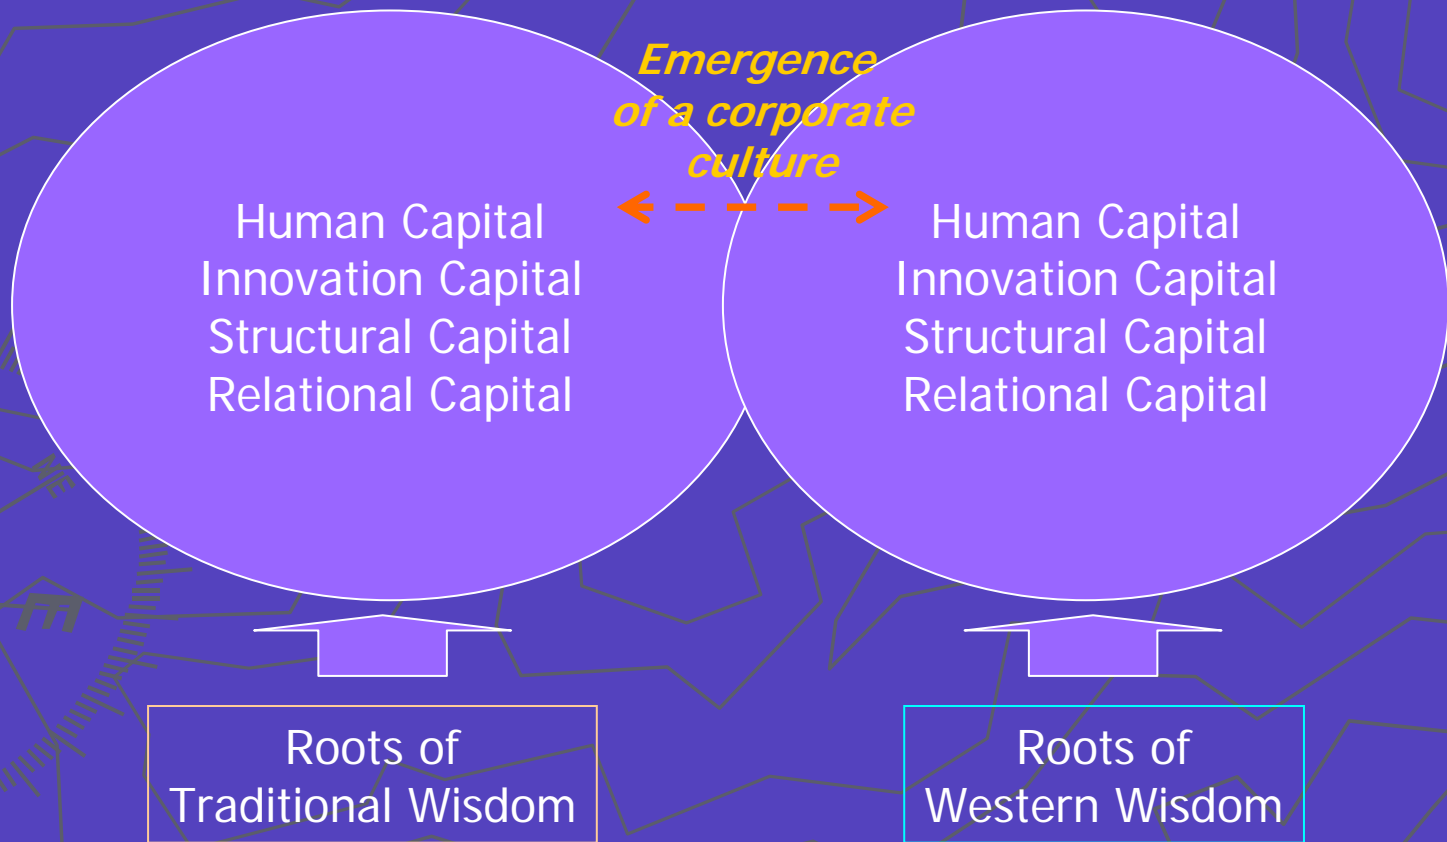 Emergence
of a corporate
culture
Human Capital
Innovation Capital
Structural Capital
Relational Capital
Human Capital
Innovation Capital
Structural Capital
Relational Capital
NE
E
Roots of
Traditional Wisdom
Roots of
Western Wisdom